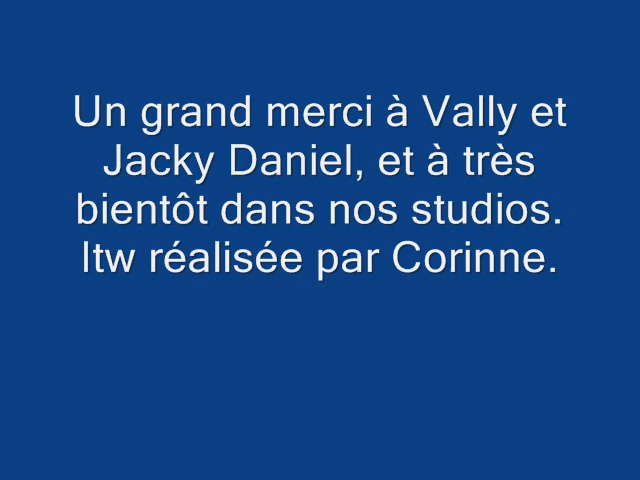 Un grand merci à Vally et
Jacky Daniel, et à très
bientôt dans nos studios.
Itw réalisée par Corinne.